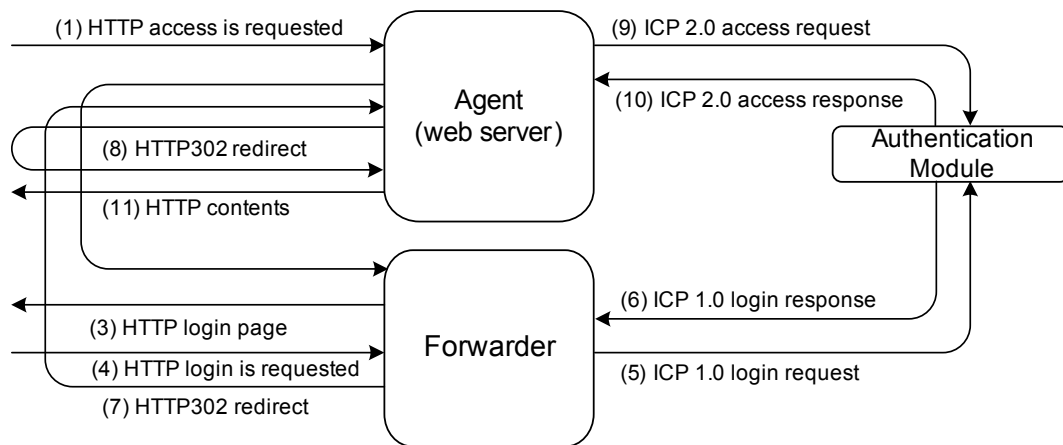 (1) HTTP access is requested
(9) ICP 2.0 access request
Agent
(web server)
(10) ICP 2.0 access response
(8) HTTP302 redirect
Authentication
Module
(11) HTTP contents
(6) ICP 1.0 login response
(3) HTTP login page
Forwarder
(4) HTTP login is requested
(5) ICP 1.0 login request
(7) HTTP302 redirect